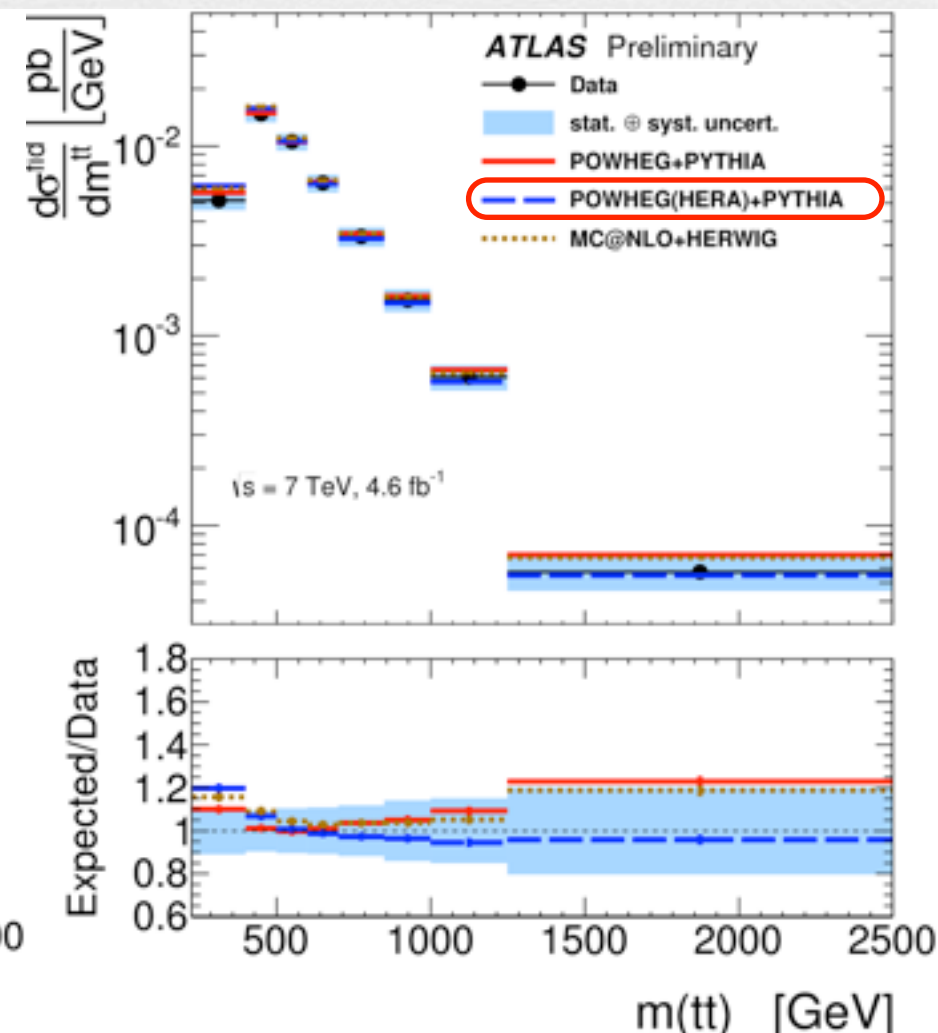 dσ^fid / dm^tt [pb / GeV]
ATLAS Preliminary
Data
stat. ⊕ syst. uncert.
POWHEG+PYTHIA
POWHEG(HERA)+PYTHIA
MC@NLO+HERWIG
10^-2
10^-3
√s = 7 TeV, 4.6 fb^-1
10^-4
Expected/Data
1.8
1.6
1.4
1.2
1
0.8
0.6
00 500 1000 1500 2000 2500
m(tt) [GeV]